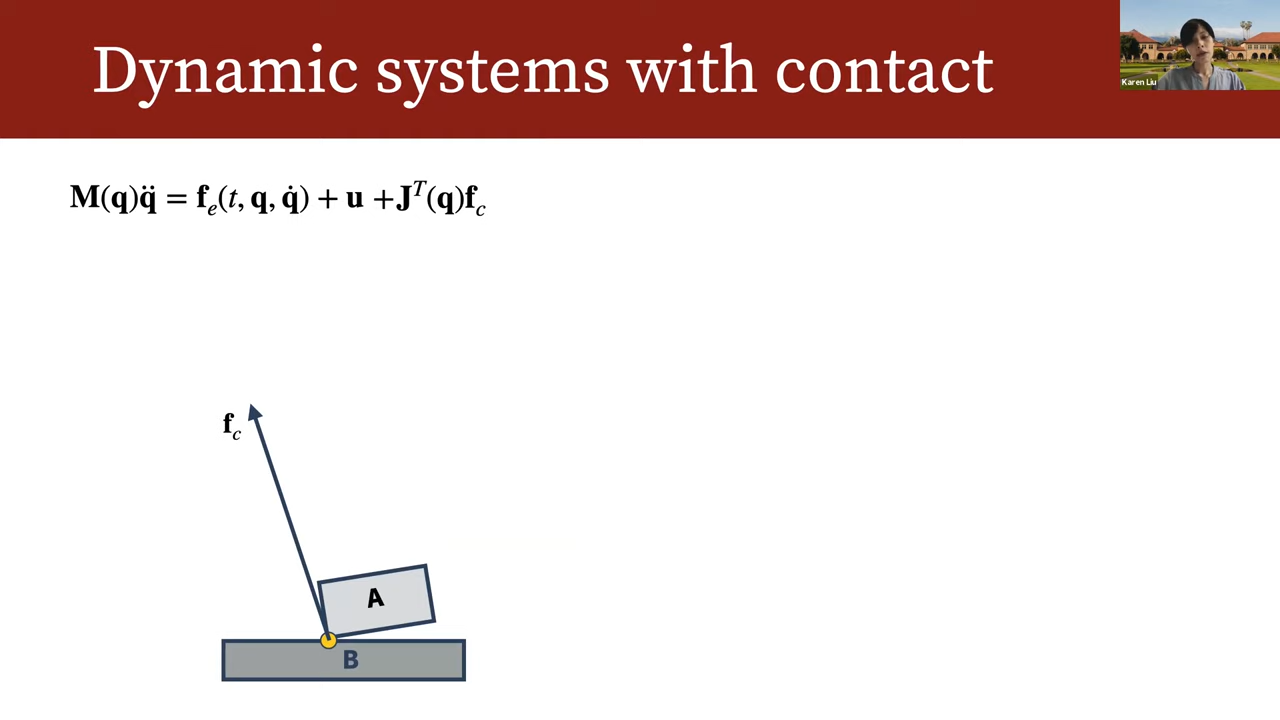 Dynamic systems with contact
Karen Liu
M(q)q̈ = fₑ(t, q, q̇) + u + Jᵀ(q)f_c
f_c
A
B